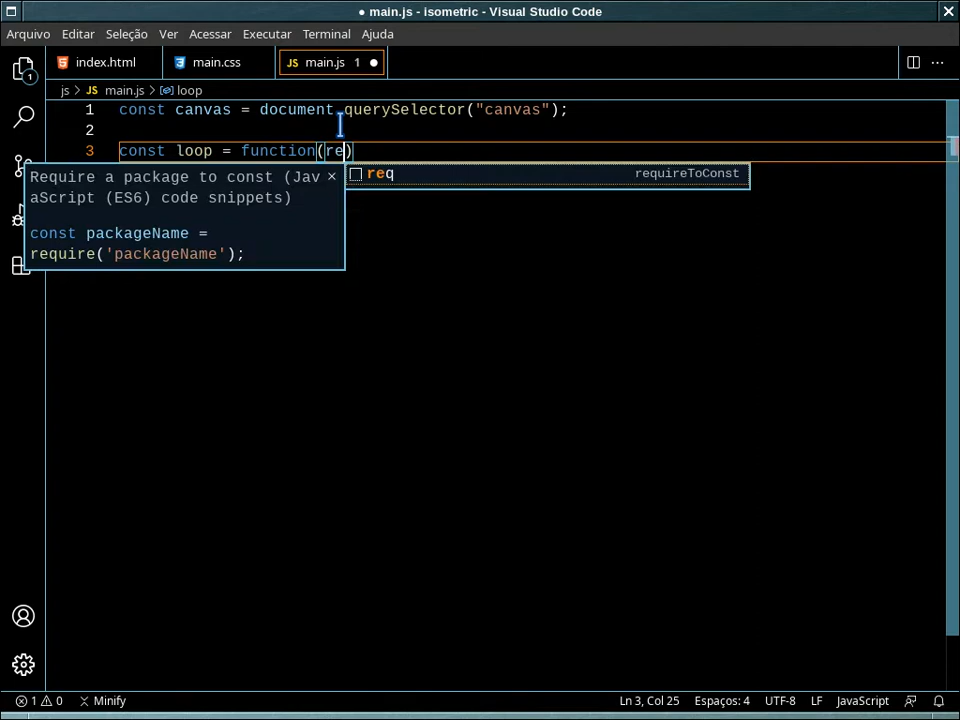 ● main.js - isometric - Visual Studio Code
Arquivo Editar Seleção Ver Acessar Executar Terminal Ajuda
index.html main.css JS main.js 1 ●
js > JS main.js > loop
1 const canvas = document.querySelector("canvas");
2
3 const loop = function(re)
req requireToConst
Require a package to const (Jav
aScript (ES6) code snippets)
const packageName =
require('packageName');
1
1 0 Minify Ln 3, Col 25 Espaços: 4 UTF-8 LF JavaScript